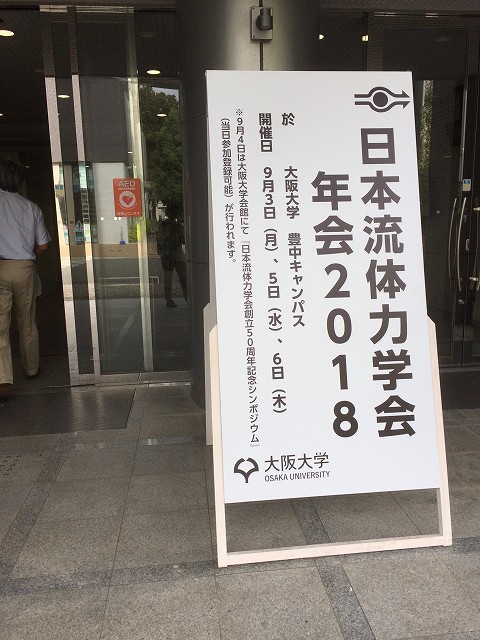 日本流体力学会
年会2018
於　大阪大学　豊中キャンパス
開催日　9月3日（月）、5日（水）、6日（木）
※9月4日は大阪大学会館にて『日本流体力学会創立50周年記念シンポジウム』
（当日参加登録可能）が行われます。
大阪大学
OSAKA UNIVERSITY
AED